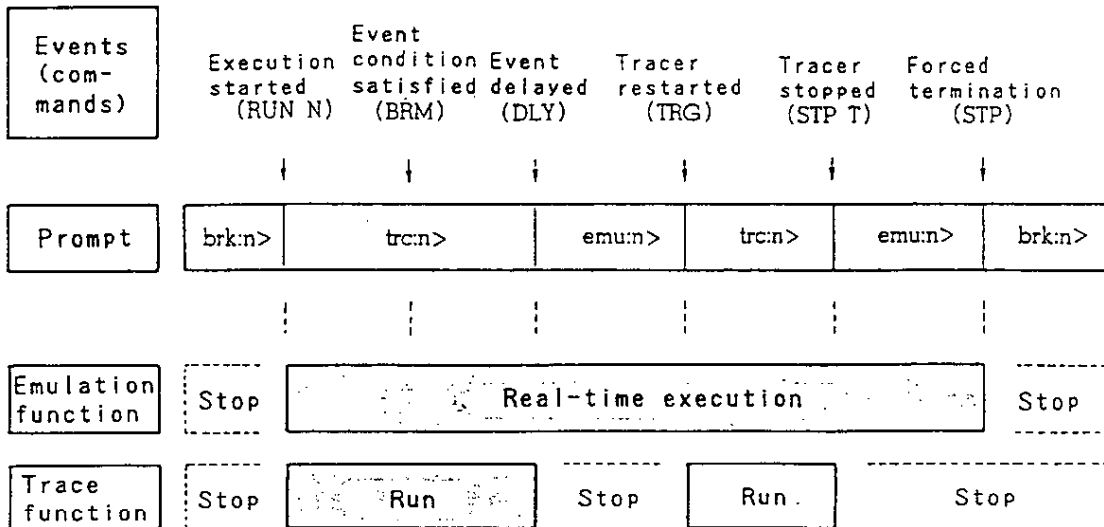 Events
(com-
mands)
Execution
started
(RUN N)
Event
condition
satisfied
(BRM)
Event
delayed
(DLY)
Tracer
restarted
(TRG)
Tracer
stopped
(STP T)
Forced
termination
(STP)
Prompt
brk:n>
trc:n>
emu:n>
trc:n>
emu:n>
brk:n>
Emulation
function
Stop
Real-time execution
Stop
Trace
function
Stop
Run
Stop
Run
Stop